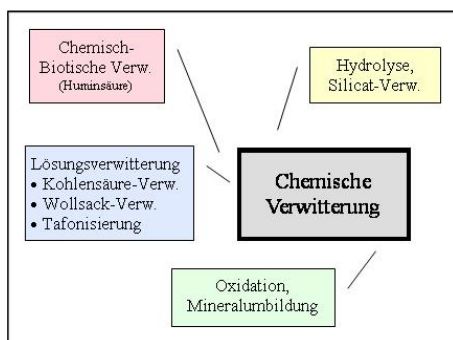 Chemisch-
Biotische Verw.
(Huminsäure)
Hydrolyse,
Silicat-Verw.
Lösungsverwitterung
• Kohlensäure-Verw.
• Wollsack-Verw.
• Tafonisierung
Chemische
Verwitterung
Oxidation,
Mineralumbildung